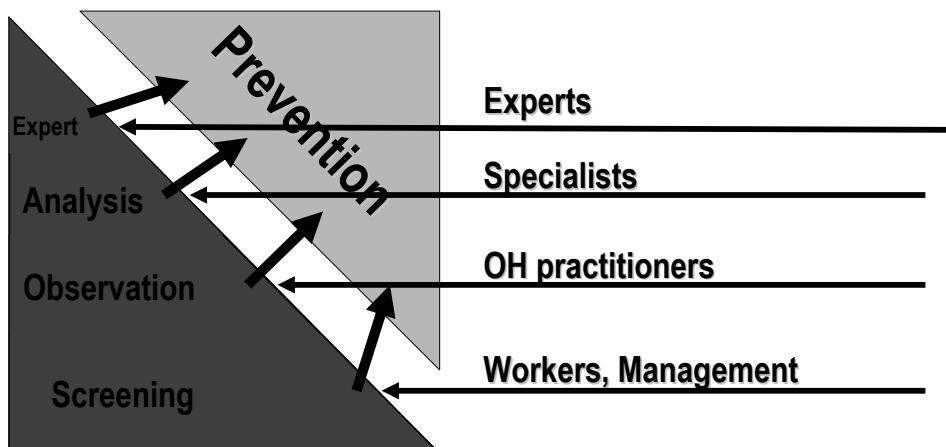 Prevention
Experts
Expert
Specialists
Analysis
OH practitioners
Observation
Workers, Management
Screening